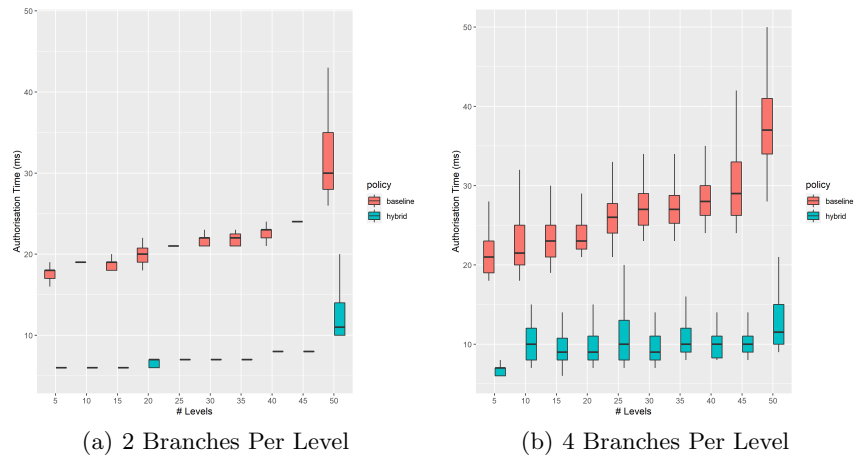 50
40
30
20
10
Authorisation Time (ms)
5 10 15 20 25 30 35 40 45 50
# Levels
policy
baseline
hybrid
(a) 2 Branches Per Level
50
40
30
20
10
Authorisation Time (ms)
5 10 15 20 25 30 35 40 45 50
# Levels
policy
baseline
hybrid
(b) 4 Branches Per Level